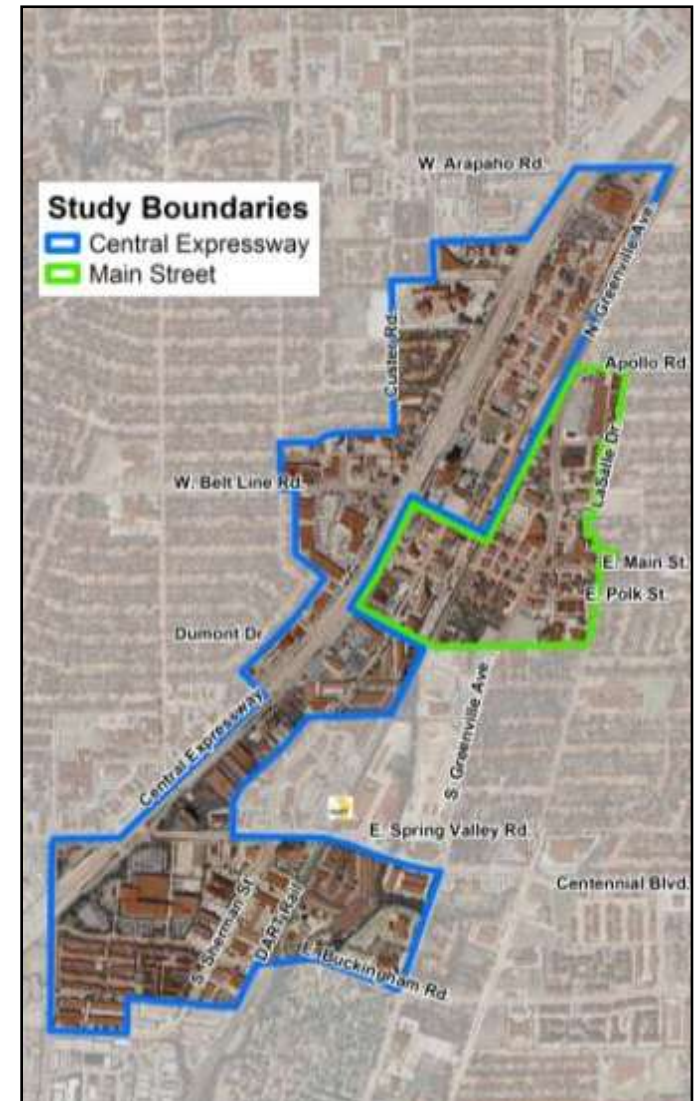 W. Arapaho Rd.
Study Boundaries
Central Expressway
Main Street
N. Greenville Ave.
Custer Rd.
Apollo Rd.
LaSalle Dr.
W. Belt Line Rd.
E. Main St.
E. Polk St.
Dumont Dr
S. Greenville Ave
Central Expressway
E. Spring Valley Rd.
Centennial Blvd.
S. Sherman St.
DART Rail
E. Buckingham Rd.